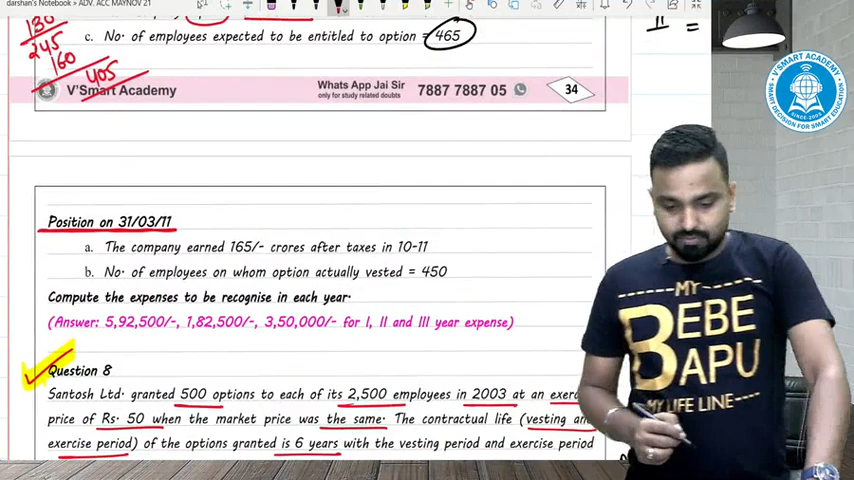 darshan's Notebook » ADV. ACC MAYNOV 21
130
245
160
405
c. No· of employees expected to be entitled to option = 465
II =
V'Smart Academy
Whats App Jai Sir
only for study related doubts
7887 7887 05
34
V'SMART ACADEMY
SINCE-2003
SMART DECISION FOR SMART EDUCATION
Position on 31/03/11
a. The company earned 165/- crores after taxes in 10-11
b. No· of employees on whom option actually vested = 450
Compute the expenses to be recognise in each year·
(Answer: 5,92,500/-, 1,82,500/-, 3,50,000/- for I, II and III year expense)
Question 8
Santosh Ltd· granted 500 options to each of its 2,500 employees in 2003 at an exer
price of Rs· 50 when the market price was the same· The contractual life (vesting an
exercise period) of the options granted is 6 years with the vesting period and exercise period
MY
BEBE
BAPU
MY LIFE LINE